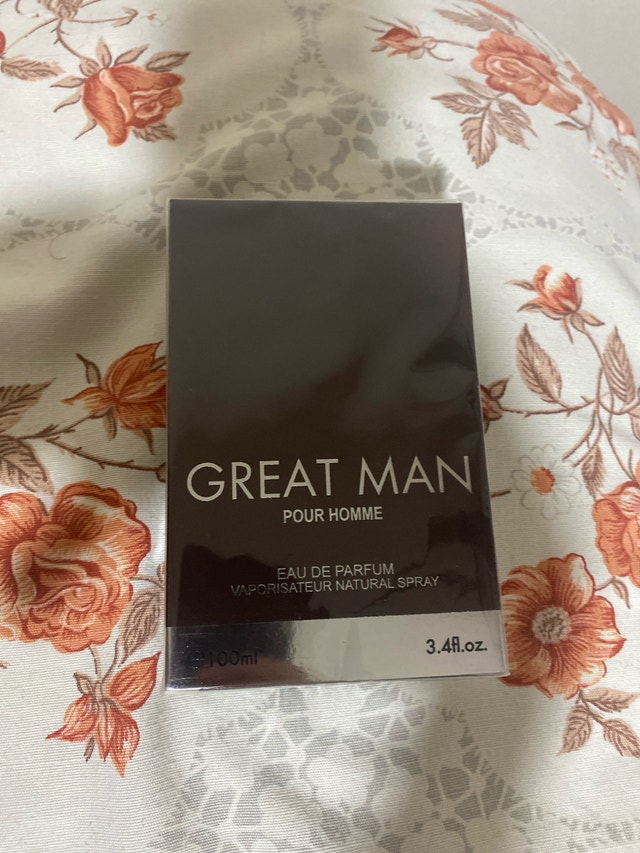 GREAT MAN
POUR HOMME
EAU DE PARFUM
VAPORISATEUR NATURAL SPRAY
100ml 3.4fl.oz.